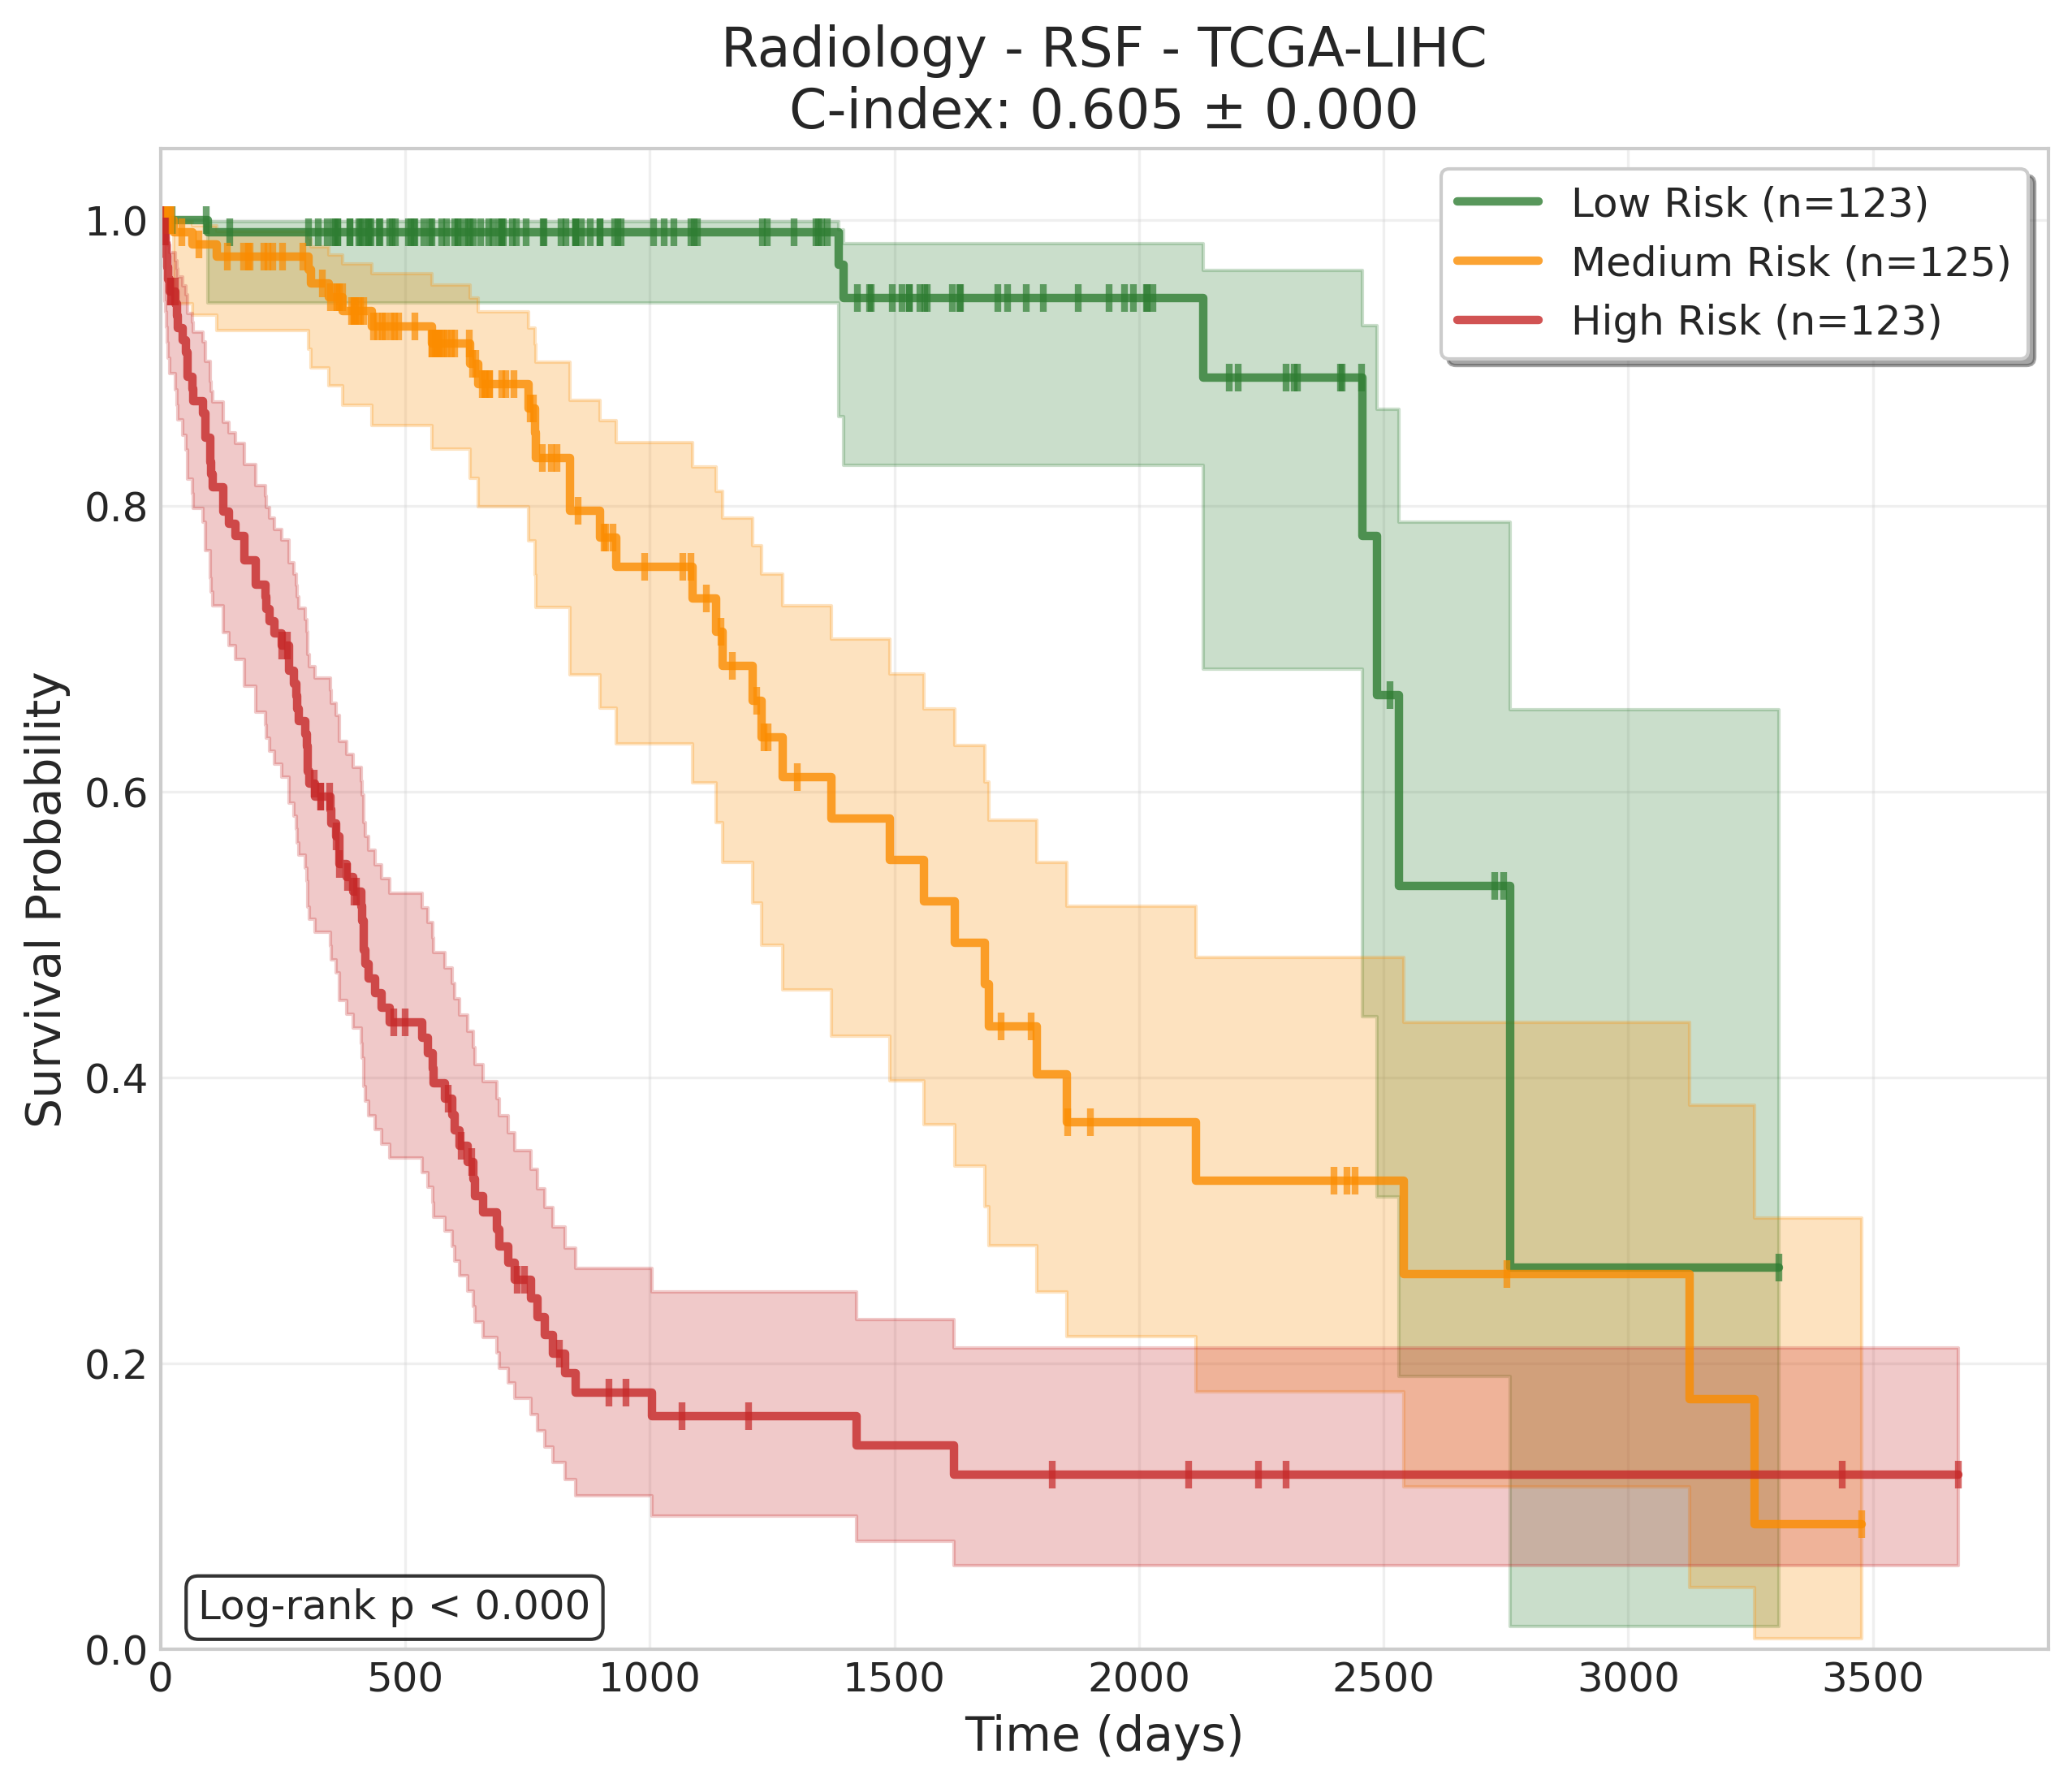 Radiology - RSF - TCGA-LIHC
C-index: 0.605 ± 0.000
Low Risk (n=123)
Medium Risk (n=125)
High Risk (n=123)
Survival Probability
1.0
0.8
0.6
0.4
0.2
0.0
Log-rank p < 0.000
0 500 1000 1500 2000 2500 3000 3500
Time (days)